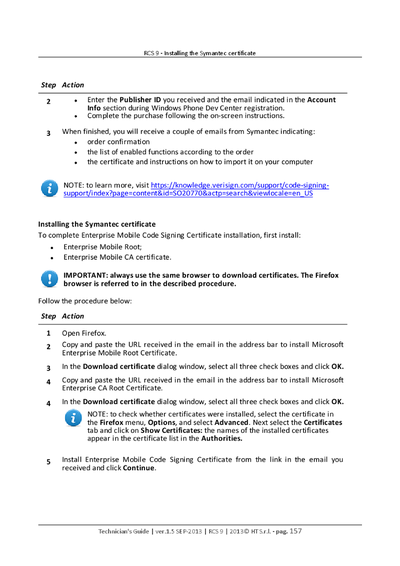 RCS 9 - Installing the Symantec certificate
Step Action
2 • Enter the Publisher ID you received and the email indicated in the Account
Info section during Windows Phone Dev Center registration.
• Complete the purchase following the on-screen instructions.
3 When finished, you will receive a couple of emails from Symantec indicating:
• order confirmation
• the list of enabled functions according to the order
• the certificate and instructions on how to import it on your computer
NOTE: to learn more, visit https://knowledge.verisign.com/support/code-signing-
support/index?page=content&id=SO20770&actp=search&viewlocale=en_US
Installing the Symantec certificate
To complete Enterprise Mobile Code Signing Certificate installation, first install:
• Enterprise Mobile Root;
• Enterprise Mobile CA certificate.
IMPORTANT: always use the same browser to download certificates. The Firefox
browser is referred to in the described procedure.
Follow the procedure below:
Step Action
1 Open Firefox.
2 Copy and paste the URL received in the email in the address bar to install Microsoft
Enterprise Mobile Root Certificate.
3 In the Download certificate dialog window, select all three check boxes and click OK.
4 Copy and paste the URL received in the email in the address bar to install Microsoft
Enterprise CA Root Certificate.
4 In the Download certificate dialog window, select all three check boxes and click OK.
NOTE: to check whether certificates were installed, select the certificate in
the Firefox menu, Options, and select Advanced. Next select the Certificates
tab and click on Show Certificates: the names of the installed certificates
appear in the certificate list in the Authorities.
5 Install Enterprise Mobile Code Signing Certificate from the link in the email you
received and click Continue.
Technician's Guide | ver.1.5 SEP-2013 | RCS 9 | 2013© HT S.r.l. - pag. 157